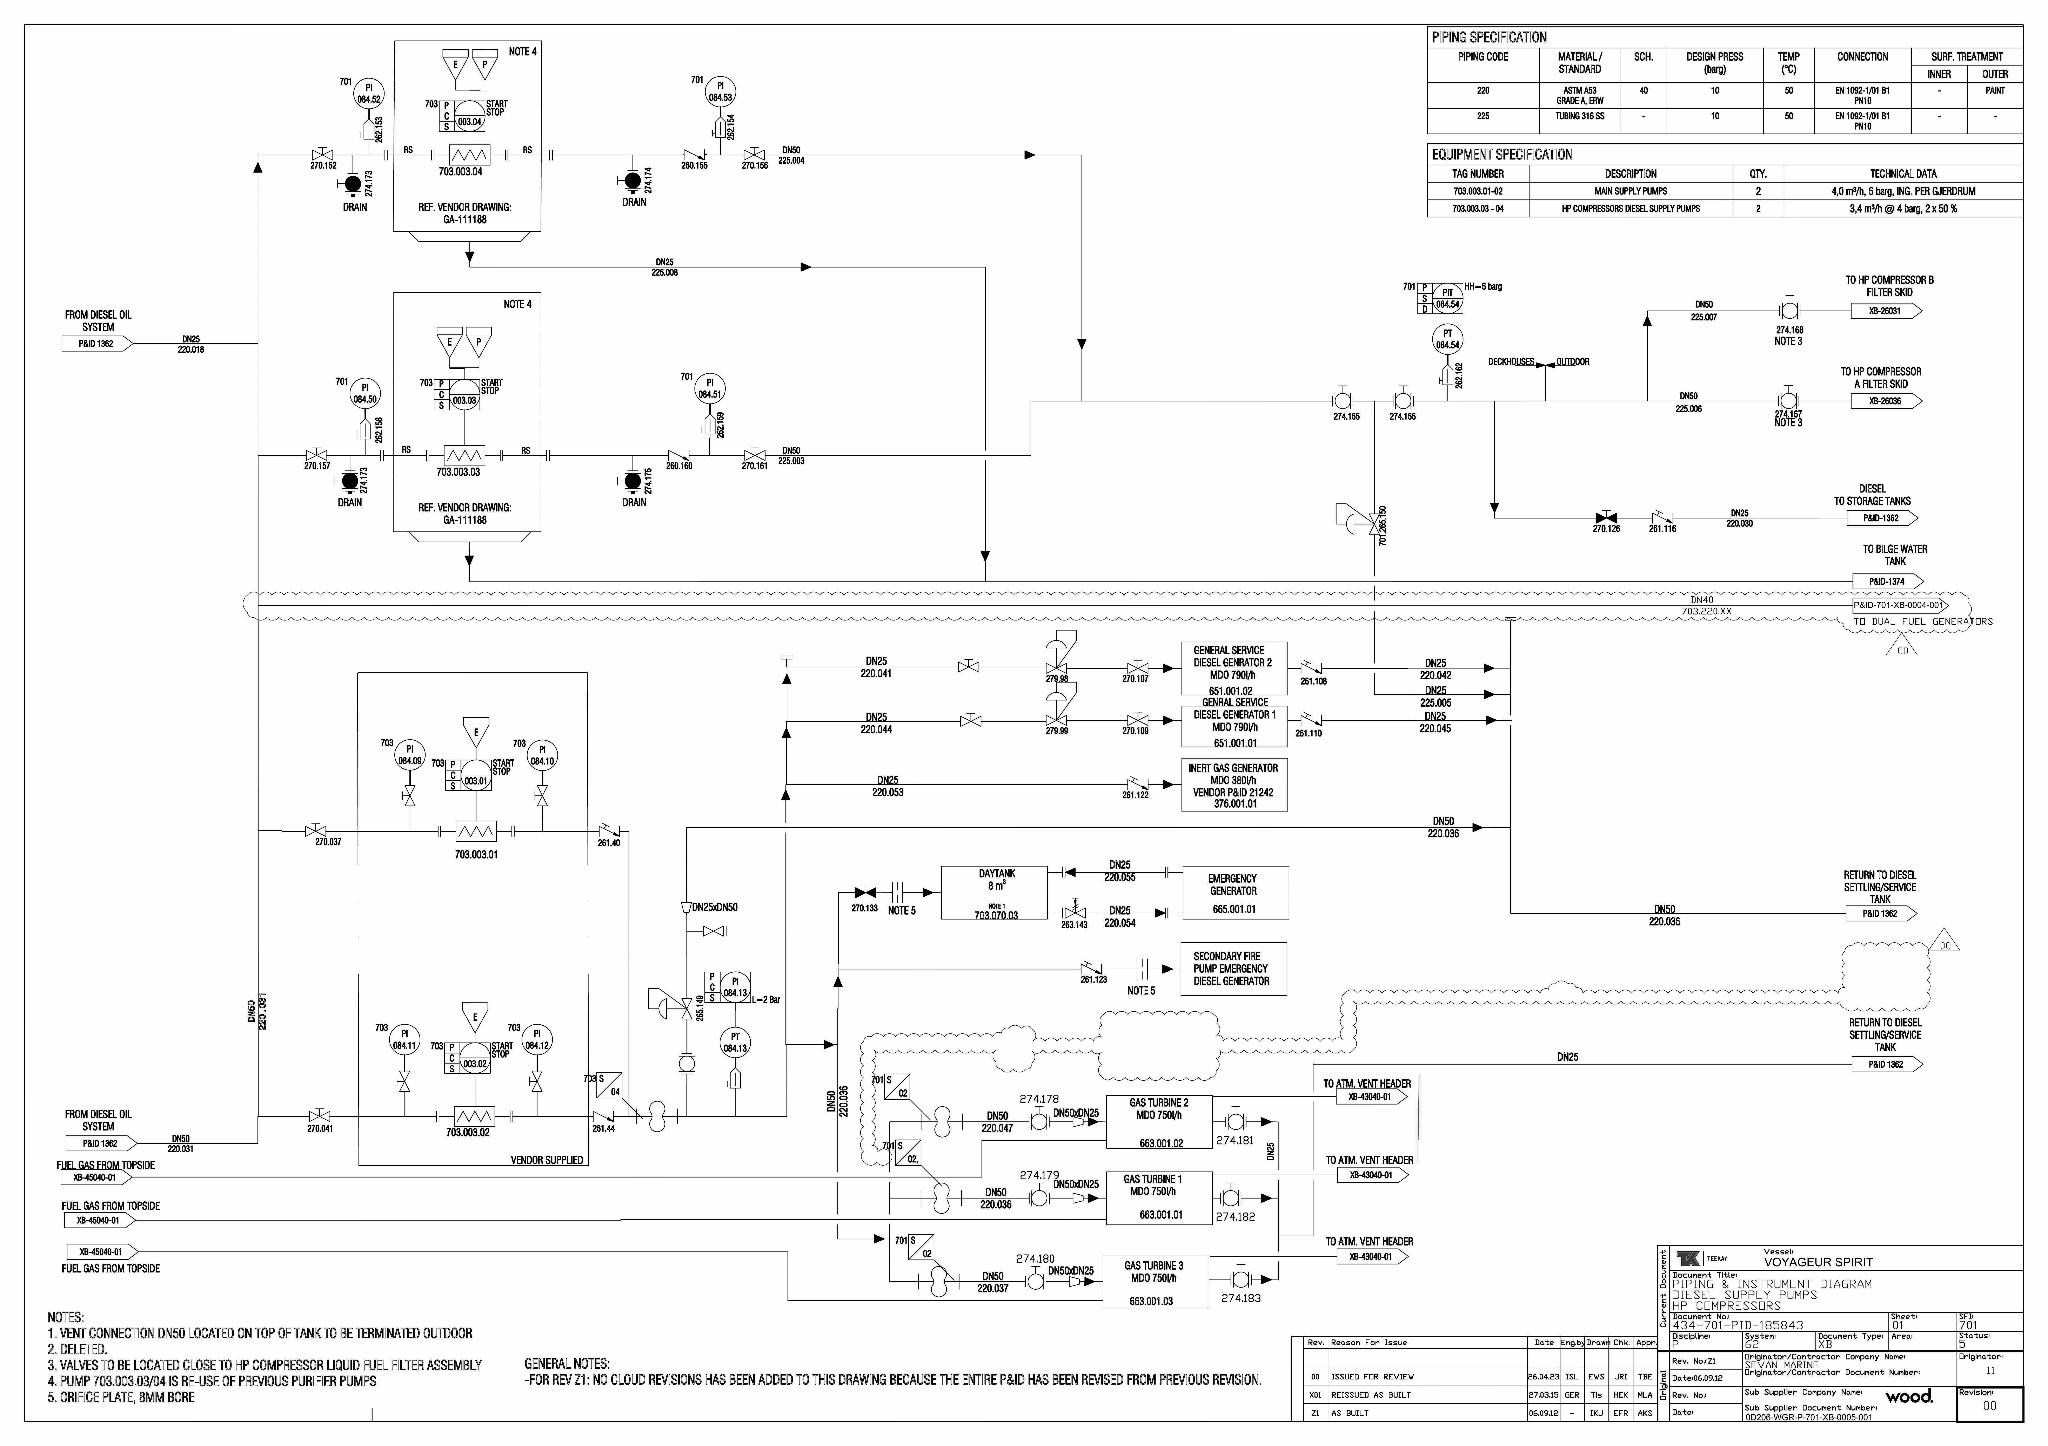 PIPING SPECIFICATION
PIPING CODE
MATERIAL /
STANDARD
SCH.
DESIGN PRESS
(barg)
TEMP
(°C)
CONNECTION
SURF. TREATMENT
INNER
OUTER
220
ASTM A53
GRADE A, ERW
40
10
50
EN 1092-1/01 B1
PN10
-
PAINT
225
TUBING 316 SS
-
10
50
EN 1092-1/01 B1
PN10
-
-
EQUIPMENT SPECIFICATION
TAG NUMBER
DESCRIPTION
QTY.
TECHNICAL DATA
703.003.01-02
MAIN SUPPLY PUMPS
2
4,0 m³/h, 6 barg, ING. PER GJERDRUM
703.003.03 - 04
HP COMPRESSORS DIESEL SUPPLY PUMPS
2
3,4 m³/h @ 4 barg, 2 x 50 %
NOTE 4
E
P
701
PI
084.52
262.153
703
P
C
S
003.04
START
STOP
701
PI
084.53
262.154
270.152
RS
RS
703.003.04
274.173
DRAIN
274.174
DRAIN
260.155
270.156
DN50
225.004
REF. VENDOR DRAWING:
GA-111188
DN25
225.008
FROM DIESEL OIL
SYSTEM
P&ID 1362
DN25
220.018
NOTE 4
E
P
701
PI
084.50
262.158
703
P
C
S
003.03
START
STOP
701
PI
084.51
262.159
270.157
RS
RS
703.003.03
274.173
DRAIN
274.175
DRAIN
260.160
270.161
DN50
225.003
REF. VENDOR DRAWING:
GA-111188
701
P
S
D
PIT
084.54
HH=6 barg
PT
084.54
262.162
274.165
274.165
DECKHOUSES
OUTDOOR
DN50
225.007
274.168
NOTE 3
TO HP COMPRESSOR B
FILTER SKID
XB-26031
DN50
225.006
274.167
NOTE 3
TO HP COMPRESSOR
A FILTER SKID
XB-26036
701.265.150
270.126
261.116
DN25
220.030
DIESEL
TO STORAGE TANKS
P&ID-1362
TO BILGE WATER
TANK
P&ID-1374
DN40
703.220.XX
P&ID-701-XB-0004-001
TO DUAL FUEL GENERATORS
DN25
220.041
279.98
270.107
GENERAL SERVICE
DIESEL GENRATOR 2
MDO 790l/h
651.001.02
261.108
DN25
220.042
DN25
225.005
DN25
220.044
279.99
270.109
GENRAL SERVICE
DIESEL GENERATOR 1
MDO 790l/h
651.001.01
261.110
DN25
220.045
DN25
220.053
261.122
INERT GAS GENERATOR
MDO 380l/h
VENDOR P&ID 21242
376.001.01
DN50
220.036
E
703
PI
084.09
703
P
C
S
003.01
START
STOP
703
PI
084.10
270.037
703.003.01
261.40
270.133
NOTE 5
DAYTANK
8 m³
NOTE 1
703.070.03
DN25
220.055
263.143
DN25
220.054
EMERGENCY
GENERATOR
665.001.01
DN25xDN50
RETURN TO DIESEL
SETTLING/SERVICE
TANK
P&ID 1362
DN50
220.036
SECONDARY FIRE
PUMP EMERGENCY
DIESEL GENERATOR
261.123
NOTE 5
DN50
220.031
E
703
PI
084.11
703
P
C
S
003.02
START
STOP
703
PI
084.12
P
C
S
PI
084.13
L=2 Bar
265.149
PT
084.13
703
S
04
270.041
703.003.02
261.44
VENDOR SUPPLIED
DN50
220.036
RETURN TO DIESEL
SETTLING/SERVICE
TANK
P&ID 1362
DN25
FROM DIESEL OIL
SYSTEM
P&ID 1362
DN50
220.031
FUEL GAS FROM TOPSIDE
XB-45040-01
FUEL GAS FROM TOPSIDE
XB-45040-01
XB-45040-01
FUEL GAS FROM TOPSIDE
701
S
02
DN50
220.047
274.178
DN50xDN25
GAS TURBINE 2
MDO 750l/h
663.001.02
274.181
TO ATM. VENT HEADER
XB-43040-01
DN25
701
S
02.
DN50
220.036
274.179
DN50xDN25
GAS TURBINE 1
MDO 750l/h
663.001.01
274.182
TO ATM. VENT HEADER
XB-43040-01
701
S
02
DN50
220.037
274.180
DN50xDN25
GAS TURBINE 3
MDO 750l/h
663.001.03
274.183
TO ATM. VENT HEADER
XB-43040-01
NOTES:
1. VENT CONNECTION DN50 LOCATED ON TOP OF TANK TO BE TERMINATED OUTDOOR
2. DELETED.
3. VALVES TO BE LOCATED CLOSE TO HP COMPRESSOR LIQUID FUEL FILTER ASSEMBLY
4. PUMP 703.003.03/04 IS RE-USE OF PREVIOUS PURIFIER PUMPS
5. ORIFICE PLATE, 8MM BORE
GENERAL NOTES:
-FOR REV Z1: NO CLOUD REVISIONS HAS BEEN ADDED TO THIS DRAWING BECAUSE THE ENTIRE P&ID HAS BEEN REVISED FROM PREVIOUS REVISION.
Rev. Reason For Issue Date Eng.by Drawn Chk. Appr.
00 ISSUED FOR REVIEW 26.04.23 ISL EWS JRI TBE
X01 REISSUED AS BUILT 27.03.15 GER TIs HEK MLA
Z1 AS BUILT 06.09.12 - IKJ EFR AKS
Current Document
Original
TK TEEKAY
Vessel:
VOYAGEUR SPIRIT
Document Title:
PIPING & INSTRUMENT DIAGRAM
DIESEL SUPPLY PUMPS
HP COMPRESSORS
Document No:
434-701-PID-185843
Sheet:
01
SFI:
701
Discipline:
P
System:
62
Document Type:
XB
Area:
Status:
5
Rev. No: Z1
Originator/Contractor Company Name:
SEVAN MARINE
Originator:
11
Date: 06.09.12
Originator/Contractor Document Number:
Rev. No:
Sub Supplier Company Name:
wood.
Revision:
00
Date:
Sub Supplier Document Number:
0D206-WGR-P-701-XB-0005-001